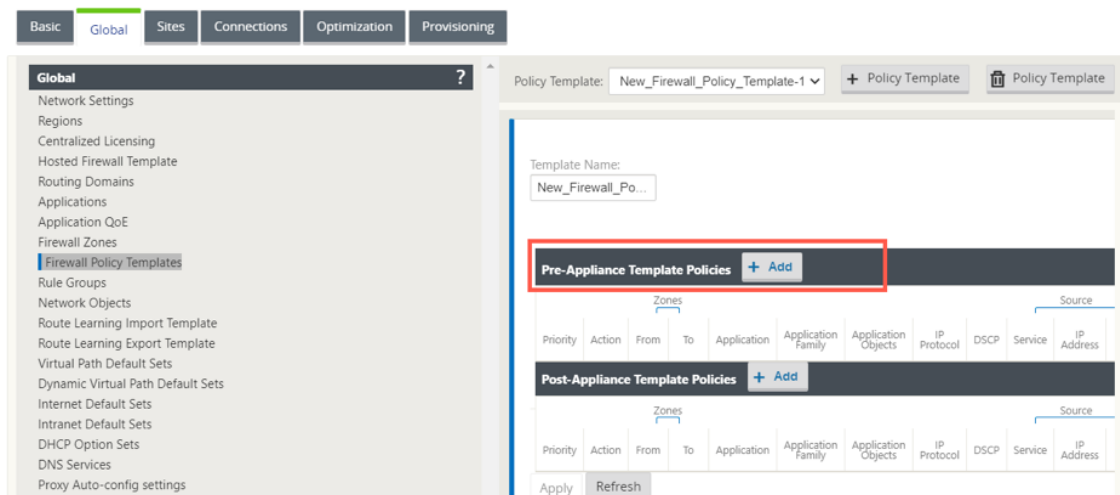 Basic Global Sites Connections Optimization Provisioning
Global ?
Network Settings
Regions
Centralized Licensing
Hosted Firewall Template
Routing Domains
Applications
Application QoE
Firewall Zones
Firewall Policy Templates
Rule Groups
Network Objects
Route Learning Import Template
Route Learning Export Template
Virtual Path Default Sets
Dynamic Virtual Path Default Sets
Internet Default Sets
Intranet Default Sets
DHCP Option Sets
DNS Services
Proxy Auto-config settings
Policy Template: New_Firewall_Policy_Template-1 + Policy Template Policy Template
Template Name:
New_Firewall_Po...
Pre-Appliance Template Policies + Add
Zones Source
Priority Action From To Application Application Family Application Objects IP Protocol DSCP Service IP Address
Post-Appliance Template Policies + Add
Zones Source
Priority Action From To Application Application Family Application Objects IP Protocol DSCP Service IP Address
Apply Refresh